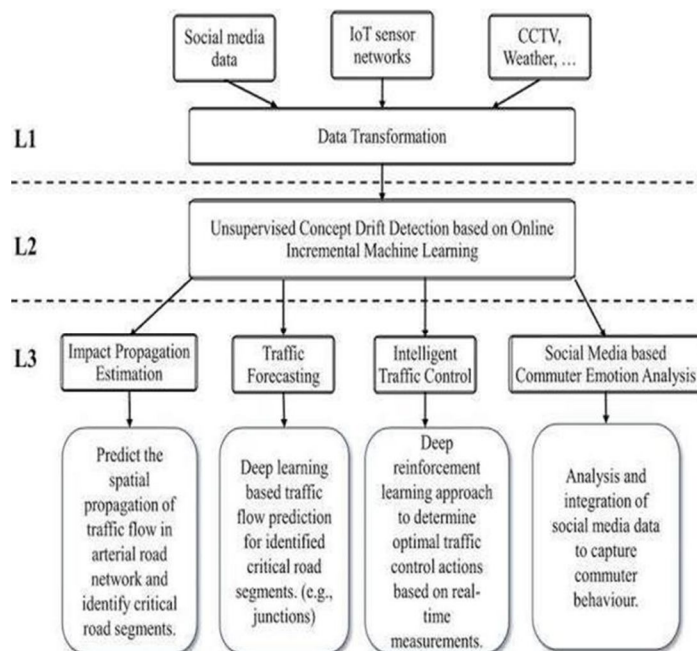 Social media
data
IoT sensor
networks
CCTV,
Weather, ...
L1
Data Transformation
L2
Unsupervised Concept Drift Detection based on Online
Incremental Machine Learning
L3
Impact Propagation
Estimation
Traffic
Forecasting
Intelligent
Traffic Control
Social Media based
Commuter Emotion Analysis
Predict the
spatial
propagation of
traffic flow in
arterial road
network and
identify critical
road segments.
Deep learning
based traffic
flow prediction
for identified
critical road
segments. (e.g.,
junctions)
Deep
reinforcement
learning approach
to determine
optimal traffic
control actions
based on real-
time
measurements.
Analysis and
integration of
social media data
to capture
commuter
behaviour.